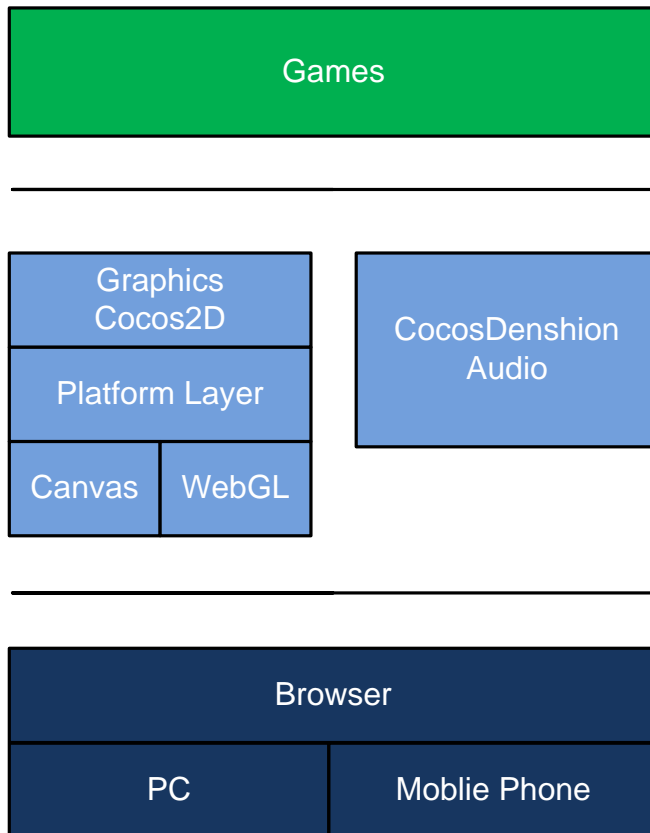 Games
Graphics
Cocos2D
CocosDenshion
Audio
Platform Layer
Canvas
WebGL
Browser
PC
Moblie Phone